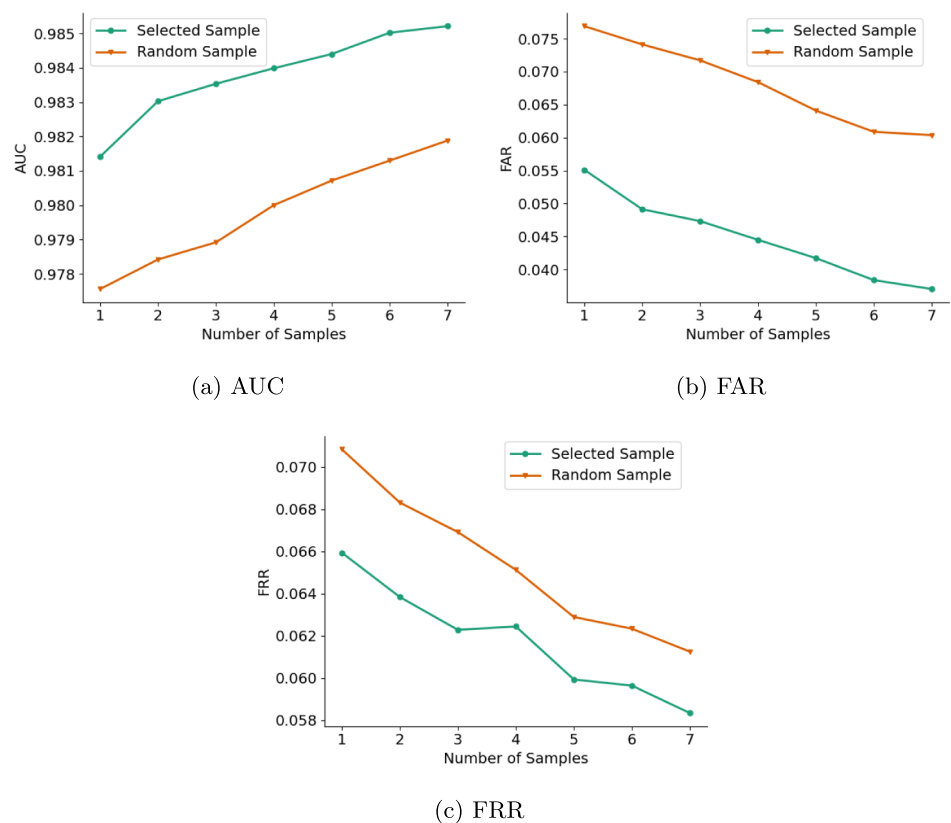 Selected Sample
Random Sample
0.985
0.984
0.983
0.982
0.981
0.980
0.979
0.978
AUC
1 2 3 4 5 6 7
Number of Samples
(a) AUC
Selected Sample
Random Sample
0.075
0.070
0.065
0.060
0.055
0.050
0.045
0.040
FAR
1 2 3 4 5 6 7
Number of Samples
(b) FAR
Selected Sample
Random Sample
0.070
0.068
0.066
0.064
0.062
0.060
0.058
FRR
1 2 3 4 5 6 7
Number of Samples
(c) FRR